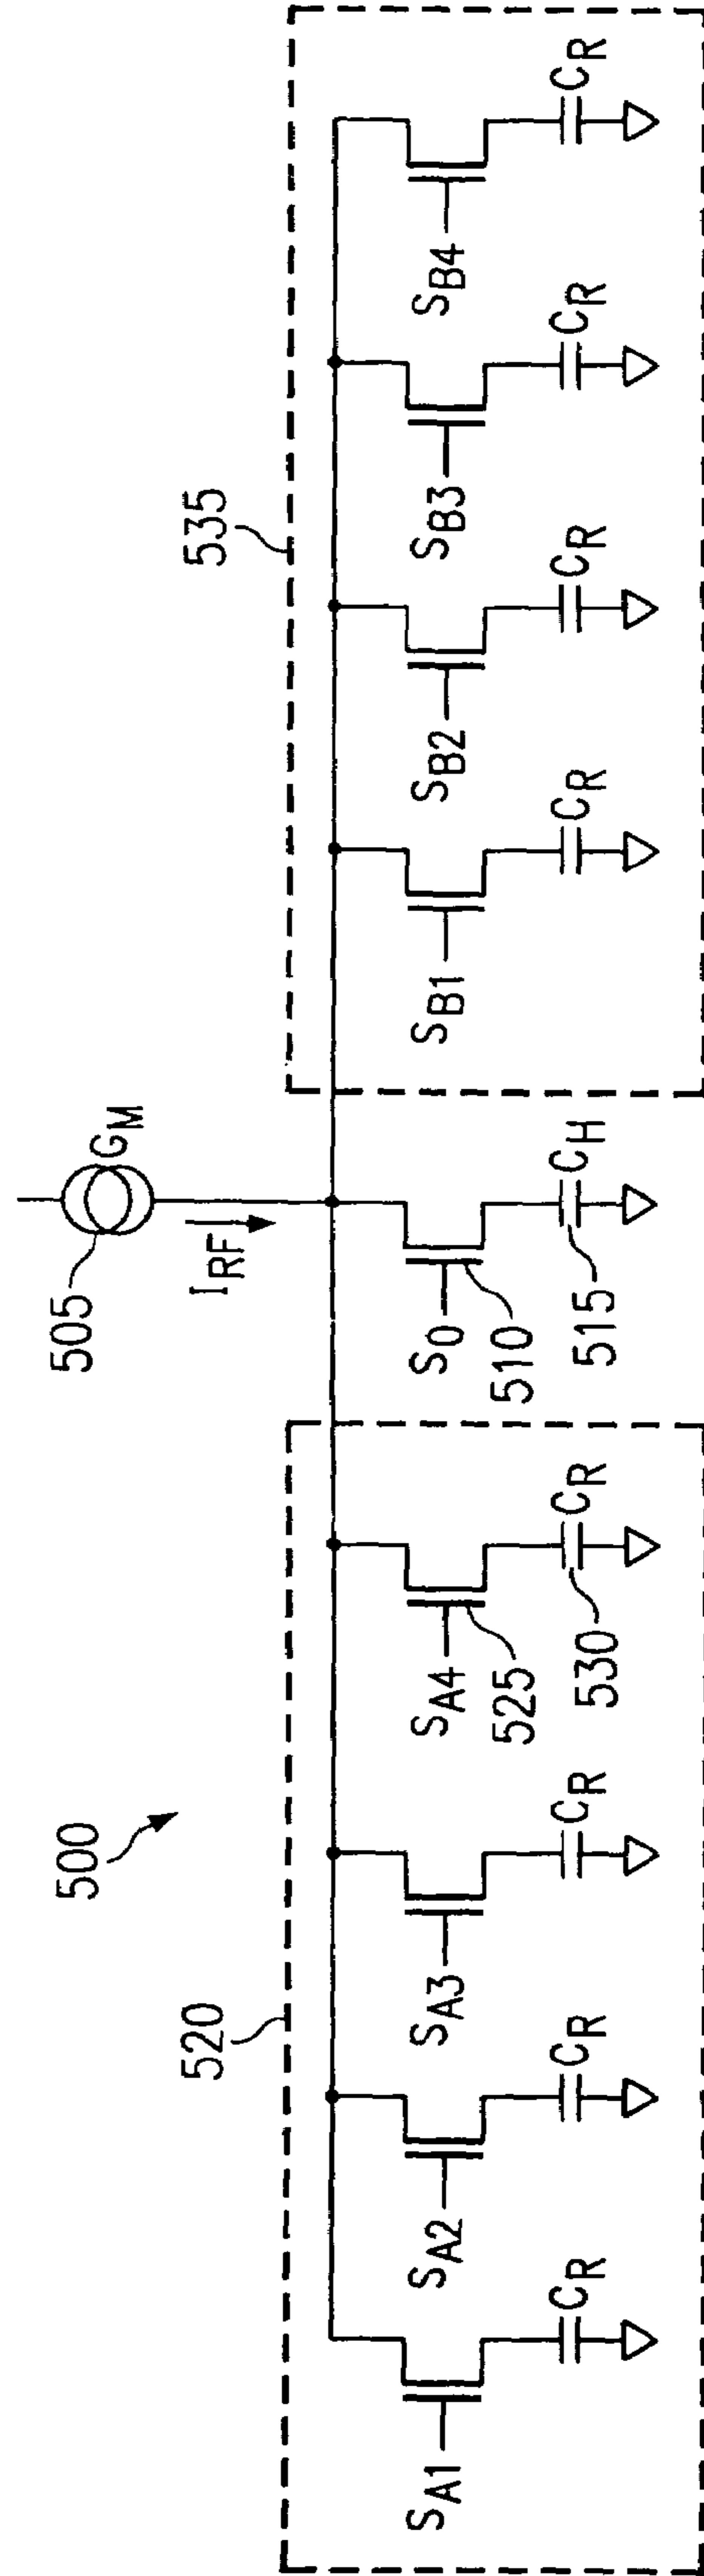 500
505
G_M
I_RF
520
535
S_A1
S_A2
S_A3
S_A4
525
S_0
510
S_B1
S_B2
S_B3
S_B4
C_R
C_R
C_R
C_R
530
C_H
515
C_R
C_R
C_R
C_R